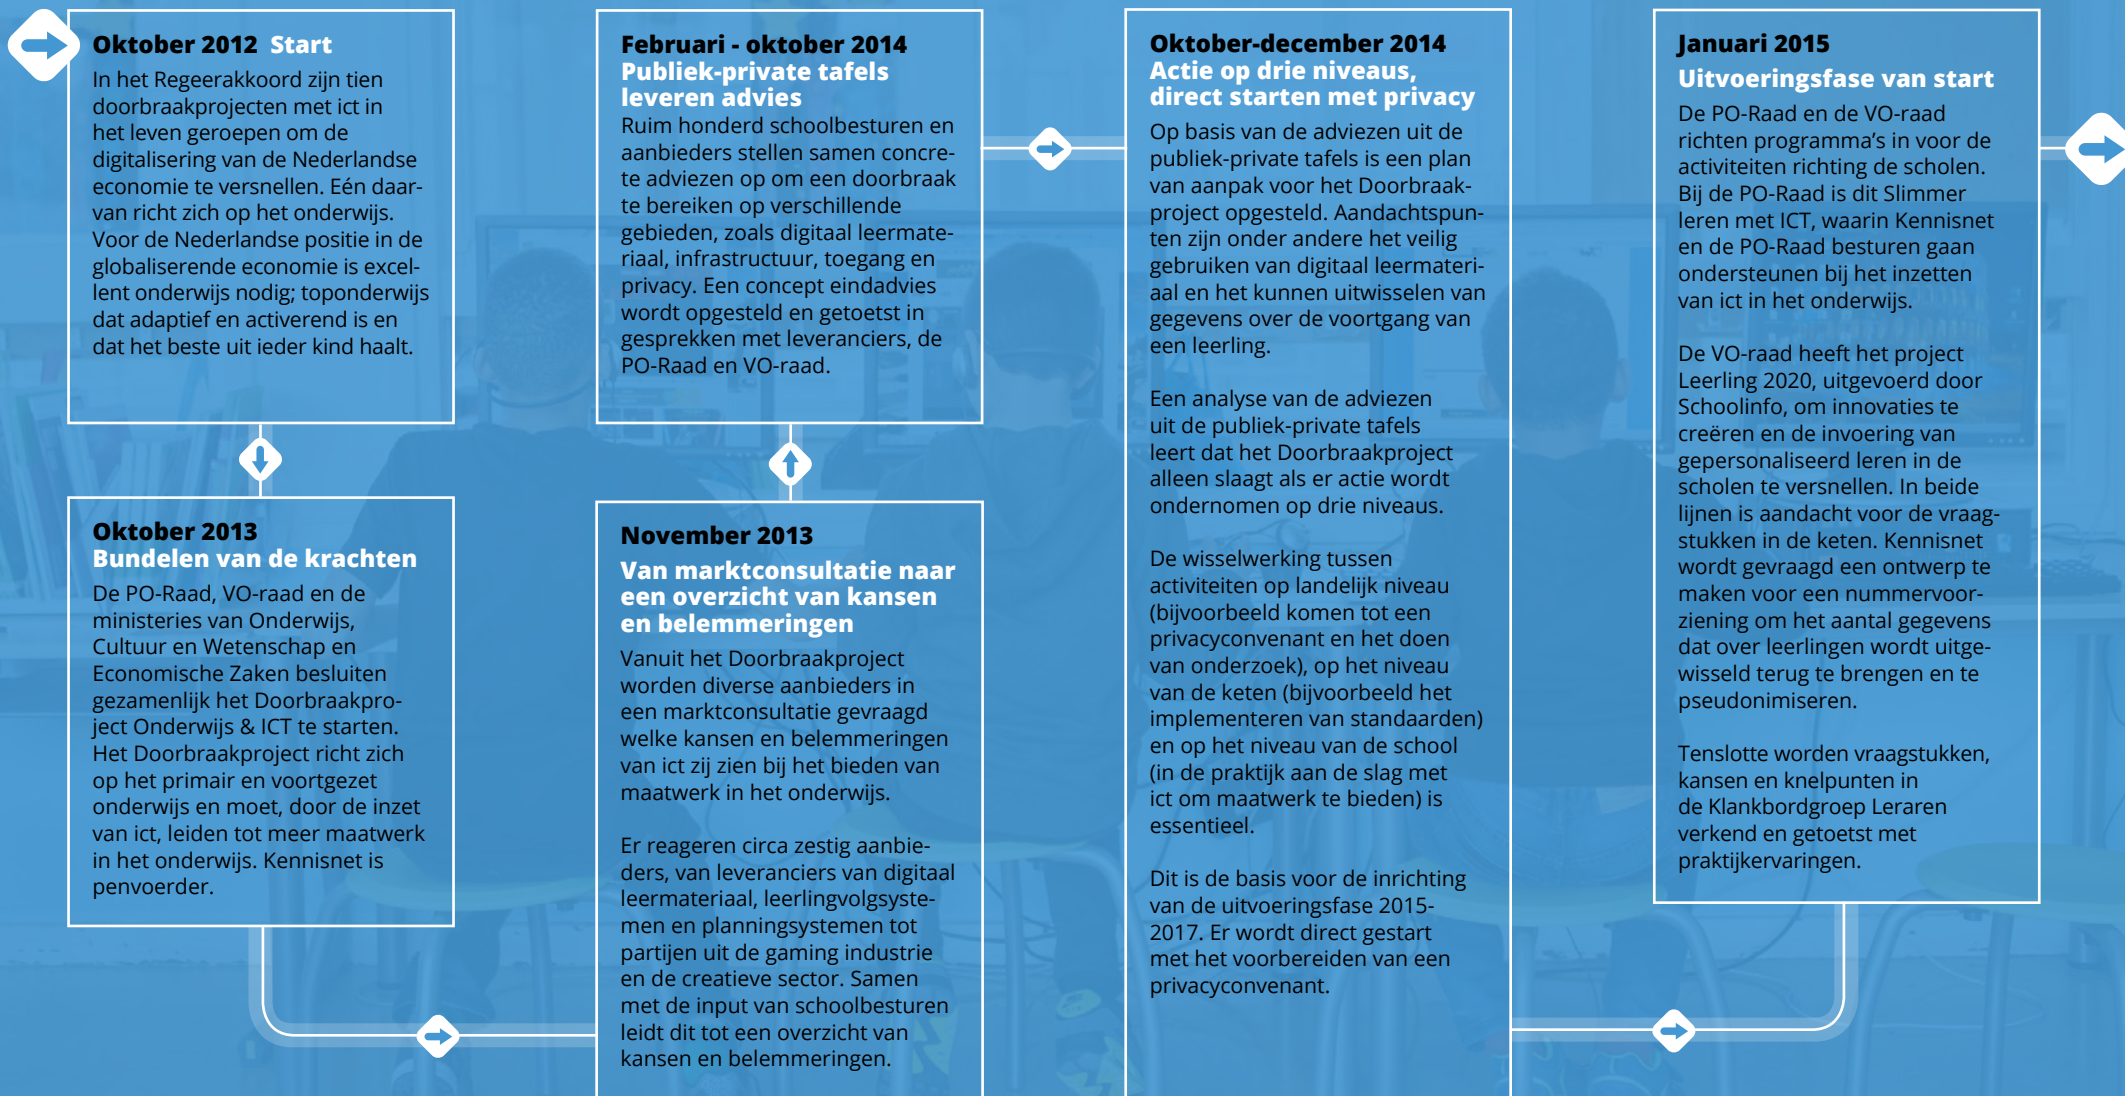 Oktober 2012 Start
In het Regeerakkoord zijn tien
doorbraakprojecten met ict in
het leven geroepen om de
digitalisering van de Nederlandse
economie te versnellen. Eén daar-
van richt zich op het onderwijs.
Voor de Nederlandse positie in de
globaliserende economie is excel-
lent onderwijs nodig; toponderwijs
dat adaptief en activerend is en
dat het beste uit ieder kind haalt.
Oktober 2013
Bundelen van de krachten
De PO-Raad, VO-raad en de
ministeries van Onderwijs,
Cultuur en Wetenschap en
Economische Zaken besluiten
gezamenlijk het Doorbraakpro-
ject Onderwijs & ICT te starten.
Het Doorbraakproject richt zich
op het primair en voortgezet
onderwijs en moet, door de inzet
van ict, leiden tot meer maatwerk
in het onderwijs. Kennisnet is
penvoerder.
November 2013
Van marktconsultatie naar
een overzicht van kansen
en belemmeringen
Vanuit het Doorbraakproject
worden diverse aanbieders in
een marktconsultatie gevraagd
welke kansen en belemmeringen
van ict zij zien bij het bieden van
maatwerk in het onderwijs.
Er reageren circa zestig aanbie-
ders, van leveranciers van digitaal
leermateriaal, leerlingvolgsyste-
men en planningsystemen tot
partijen uit de gaming industrie
en de creatieve sector. Samen
met de input van schoolbesturen
leidt dit tot een overzicht van
kansen en belemmeringen.
Februari - oktober 2014
Publiek-private tafels
leveren advies
Ruim honderd schoolbesturen en
aanbieders stellen samen concre-
te adviezen op om een doorbraak
te bereiken op verschillende
gebieden, zoals digitaal leermate-
riaal, infrastructuur, toegang en
privacy. Een concept eindadvies
wordt opgesteld en getoetst in
gesprekken met leveranciers, de
PO-Raad en VO-raad.
Oktober-december 2014
Actie op drie niveaus,
direct starten met privacy
Op basis van de adviezen uit de
publiek-private tafels is een plan
van aanpak voor het Doorbraak-
project opgesteld. Aandachtspun-
ten zijn onder andere het veilig
gebruiken van digitaal leermateri-
aal en het kunnen uitwisselen van
gegevens over de voortgang van
een leerling.
Een analyse van de adviezen
uit de publiek-private tafels
leert dat het Doorbraakproject
alleen slaagt als er actie wordt
ondernomen op drie niveaus.
De wisselwerking tussen
activiteiten op landelijk niveau
(bijvoorbeeld komen tot een
privacyconvenant en het doen
van onderzoek), op het niveau
van de keten (bijvoorbeeld het
implementeren van standaarden)
en op het niveau van de school
(in de praktijk aan de slag met
ict om maatwerk te bieden) is
essentieel.
Dit is de basis voor de inrichting
van de uitvoeringsfase 2015-
2017. Er wordt direct gestart
met het voorbereiden van een
privacyconvenant.
Januari 2015
Uitvoeringsfase van start
De PO-Raad en de VO-raad
richten programma's in voor de
activiteiten richting de scholen.
Bij de PO-Raad is dit Slimmer
leren met ICT, waarin Kennisnet
en de PO-Raad besturen gaan
ondersteunen bij het inzetten
van ict in het onderwijs.
De VO-raad heeft het project
Leerling 2020, uitgevoerd door
Schoolinfo, om innovaties te
creëren en de invoering van
gepersonaliseerd leren in de
scholen te versnellen. In beide
lijnen is aandacht voor de vraag-
stukken in de keten. Kennisnet
wordt gevraagd een ontwerp te
maken voor een nummervoor-
ziening om het aantal gegevens
dat over leerlingen wordt uitge-
wisseld terug te brengen en te
pseudonimiseren.
Tenslotte worden vraagstukken,
kansen en knelpunten in
de Klankbordgroep Leraren
verkend en getoetst met
praktijkervaringen.